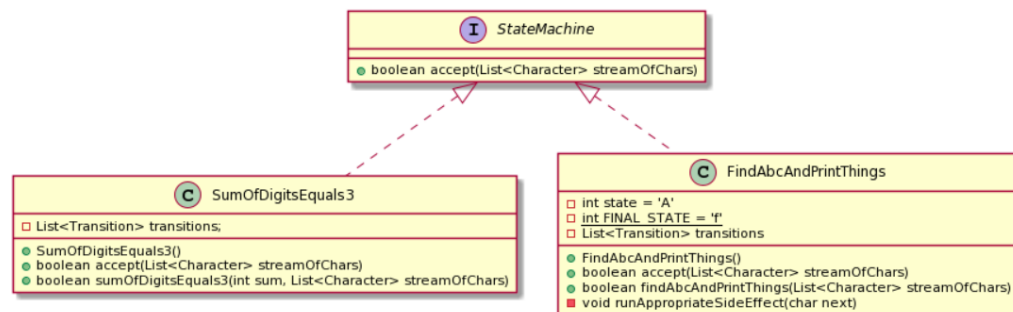 I StateMachine
boolean accept(List<Character> streamOfChars)
C SumOfDigitsEquals3
List<Transition> transitions;
SumOfDigitsEquals3()
boolean accept(List<Character> streamOfChars)
boolean sumOfDigitsEquals3(int sum, List<Character> streamOfChars)
C FindAbcAndPrintThings
int state = 'A'
int FINAL_STATE = 'f'
List<Transition> transitions
FindAbcAndPrintThings()
boolean accept(List<Character> streamOfChars)
boolean findAbcAndPrintThings(List<Character> streamOfChars)
void runAppropriateSideEffect(char next)